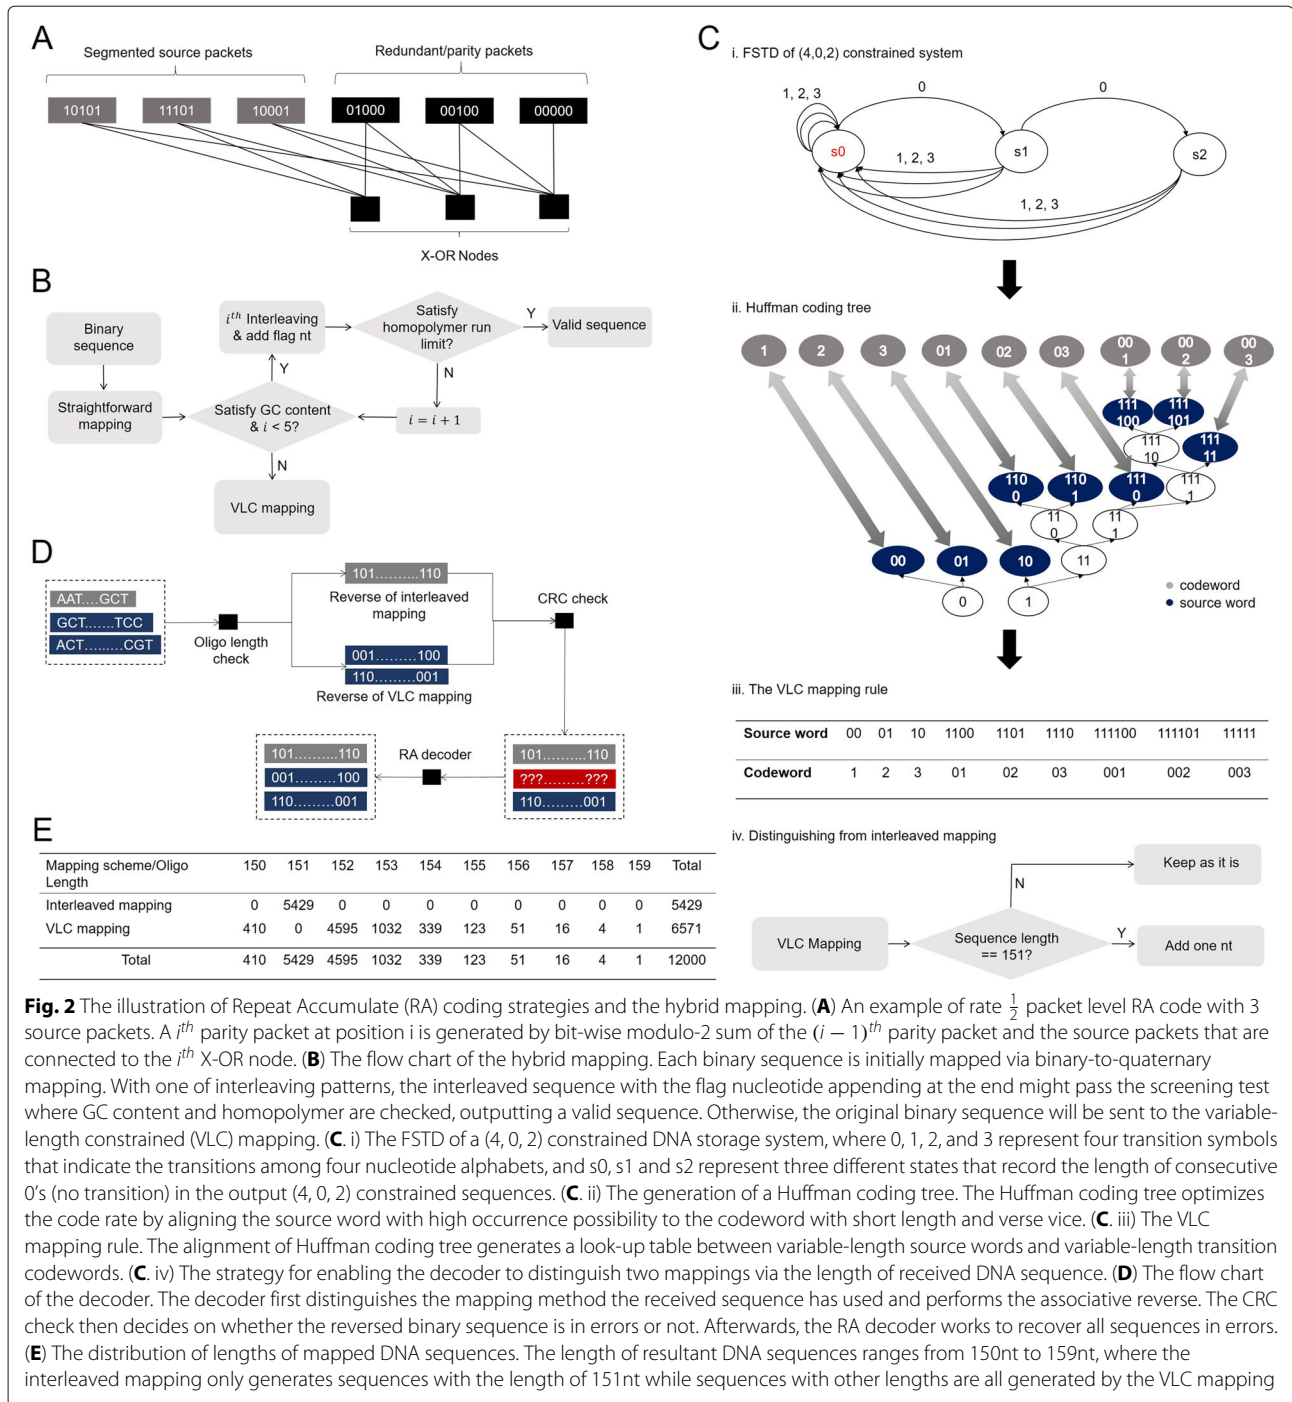 A
Segmented source packets
Redundant/parity packets
10101
11101
10001
01000
00100
00000
X-OR Nodes
B
Binary
sequence
Straightforward
mapping
i^th Interleaving
& add flag nt
Satisfy GC content
& i < 5?
Y
N
VLC mapping
Satisfy
homopolymer run
limit?
Y
N
i = i + 1
Valid sequence
C
i. FSTD of (4,0,2) constrained system
1, 2, 3
0
0
s0
s1
s2
1, 2, 3
1, 2, 3
ii. Huffman coding tree
1
2
3
01
02
03
00
1
00
2
00
3
111
100
111
101
111
10
111
11
110
0
110
1
111
0
111
1
11
0
11
1
00
01
10
11
0
1
codeword
source word
iii. The VLC mapping rule
Source word 00 01 10 1100 1101 1110 111100 111101 11111
Codeword 1 2 3 01 02 03 001 002 003
iv. Distinguishing from interleaved mapping
VLC Mapping
Sequence length
== 151?
N
Keep as it is
Y
Add one nt
D
AAT....GCT
GCT.......TCC
ACT.........CGT
Oligo length
check
101..........110
Reverse of interleaved
mapping
001.........100
110.........001
Reverse of VLC mapping
CRC check
101..........110
???.........???
110.........001
RA decoder
101..........110
001.........100
110.........001
E
Mapping scheme/Oligo
Length 150 151 152 153 154 155 156 157 158 159 Total
Interleaved mapping 0 5429 0 0 0 0 0 0 0 0 5429
VLC mapping 410 0 4595 1032 339 123 51 16 4 1 6571
Total 410 5429 4595 1032 339 123 51 16 4 1 12000
Fig. 2 The illustration of Repeat Accumulate (RA) coding strategies and the hybrid mapping. (A) An example of rate 1/2 packet level RA code with 3
source packets. A i^th parity packet at position i is generated by bit-wise modulo-2 sum of the (i − 1)^th parity packet and the source packets that are
connected to the i^th X-OR node. (B) The flow chart of the hybrid mapping. Each binary sequence is initially mapped via binary-to-quaternary
mapping. With one of interleaving patterns, the interleaved sequence with the flag nucleotide appending at the end might pass the screening test
where GC content and homopolymer are checked, outputting a valid sequence. Otherwise, the original binary sequence will be sent to the variable-
length constrained (VLC) mapping. (C. i) The FSTD of a (4, 0, 2) constrained DNA storage system, where 0, 1, 2, and 3 represent four transition symbols
that indicate the transitions among four nucleotide alphabets, and s0, s1 and s2 represent three different states that record the length of consecutive
0's (no transition) in the output (4, 0, 2) constrained sequences. (C. ii) The generation of a Huffman coding tree. The Huffman coding tree optimizes
the code rate by aligning the source word with high occurrence possibility to the codeword with short length and verse vice. (C. iii) The VLC
mapping rule. The alignment of Huffman coding tree generates a look-up table between variable-length source words and variable-length transition
codewords. (C. iv) The strategy for enabling the decoder to distinguish two mappings via the length of received DNA sequence. (D) The flow chart
of the decoder. The decoder first distinguishes the mapping method the received sequence has used and performs the associative reverse. The CRC
check then decides on whether the reversed binary sequence is in errors or not. Afterwards, the RA decoder works to recover all sequences in errors.
(E) The distribution of lengths of mapped DNA sequences. The length of resultant DNA sequences ranges from 150nt to 159nt, where the
interleaved mapping only generates sequences with the length of 151nt while sequences with other lengths are all generated by the VLC mapping